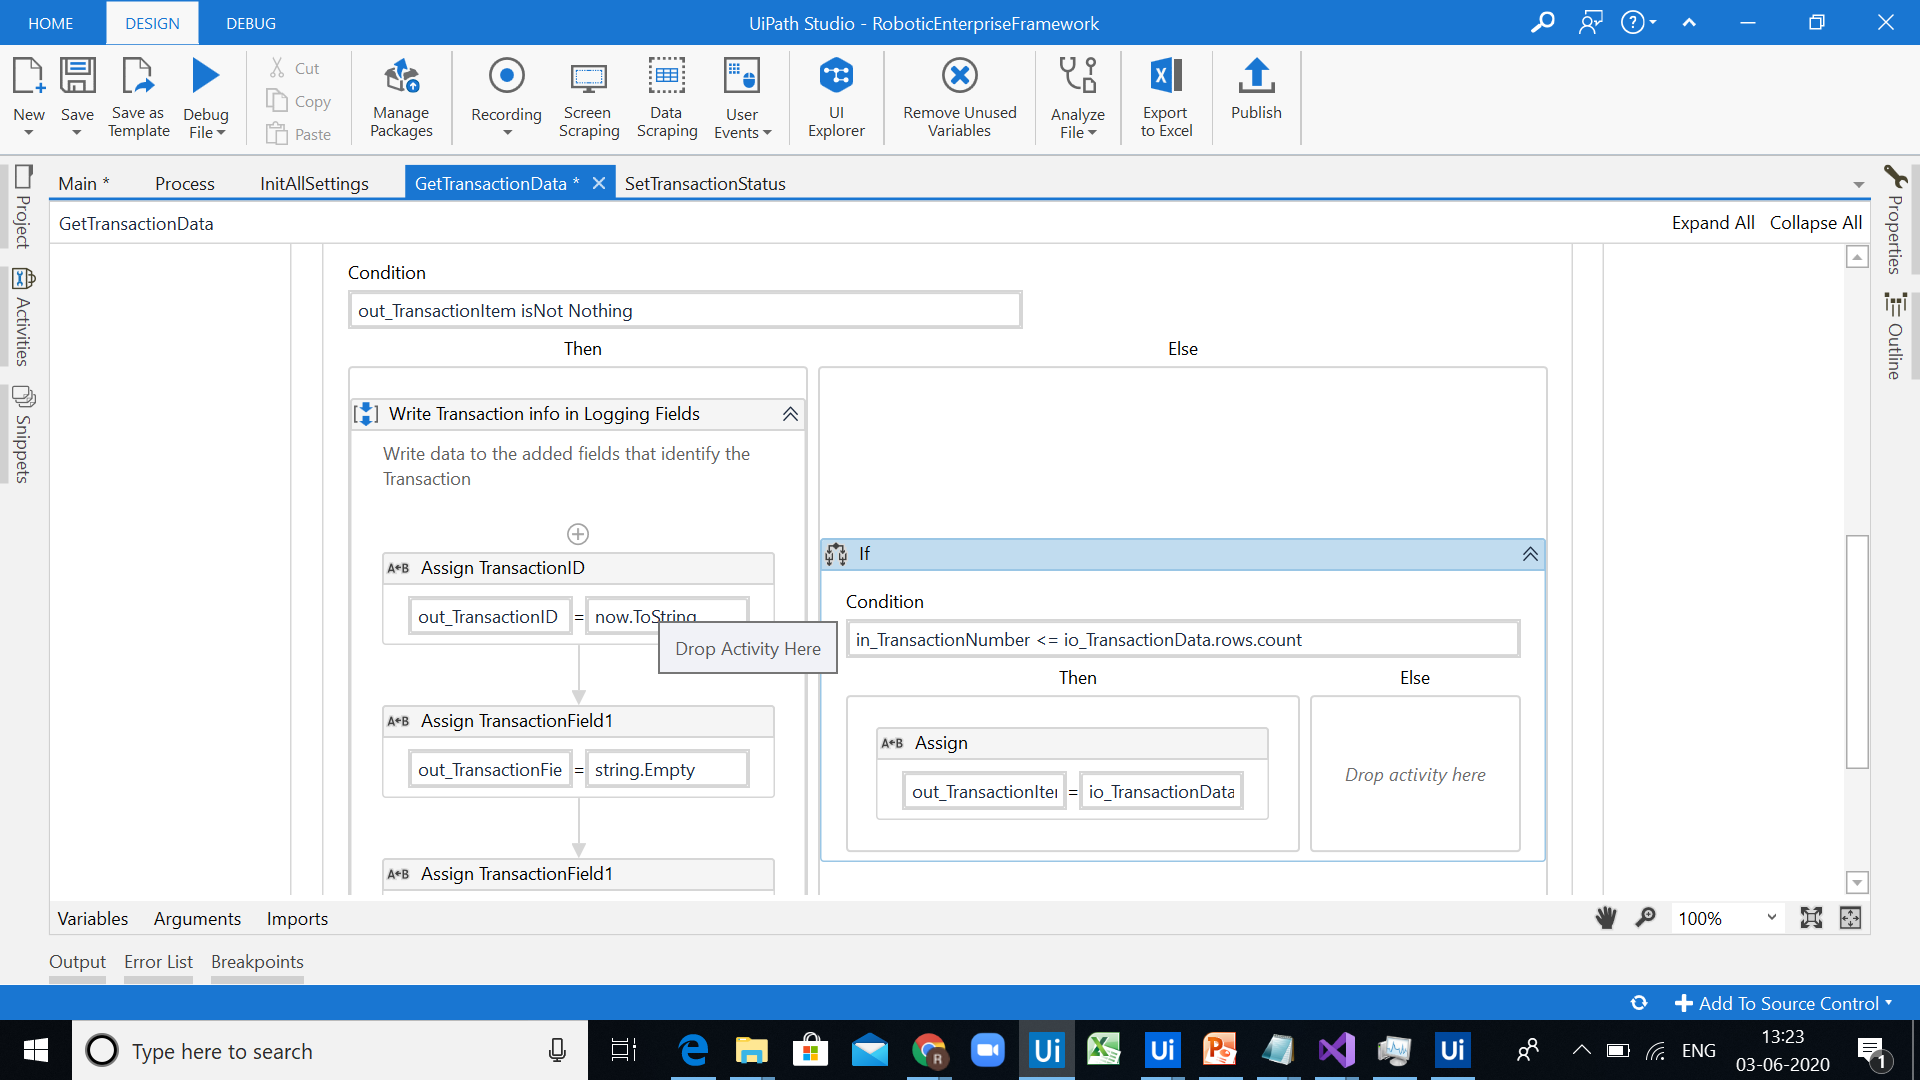 HOME
DESIGN
DEBUG
UiPath Studio - RoboticEnterpriseFramework
New
Save
Save as
Template
Debug
File
Cut
Copy
Paste
Manage
Packages
Recording
Screen
Scraping
Data
Scraping
User
Events
UI
Explorer
Remove Unused
Variables
Analyze
File
Export
to Excel
Publish
Main *
Process
InitAllSettings
GetTransactionData *
SetTransactionStatus
Project
Activities
Snippets
Properties
Outline
GetTransactionData
Expand All
Collapse All
Condition
out_TransactionItem isNot Nothing
Then
Else
Write Transaction info in Logging Fields
Write data to the added fields that identify the
Transaction
A+B Assign TransactionID
out_TransactionID = now.ToString
Drop Activity Here
A+B Assign TransactionField1
out_TransactionFie = string.Empty
A+B Assign TransactionField1
If
Condition
in_TransactionNumber <= io_TransactionData.rows.count
Then
Else
A+B Assign
out_TransactionIter = io_TransactionData
Drop activity here
Variables
Arguments
Imports
100%
Output
Error List
Breakpoints
Add To Source Control
Type here to search
ENG
13:23
03-06-2020
1